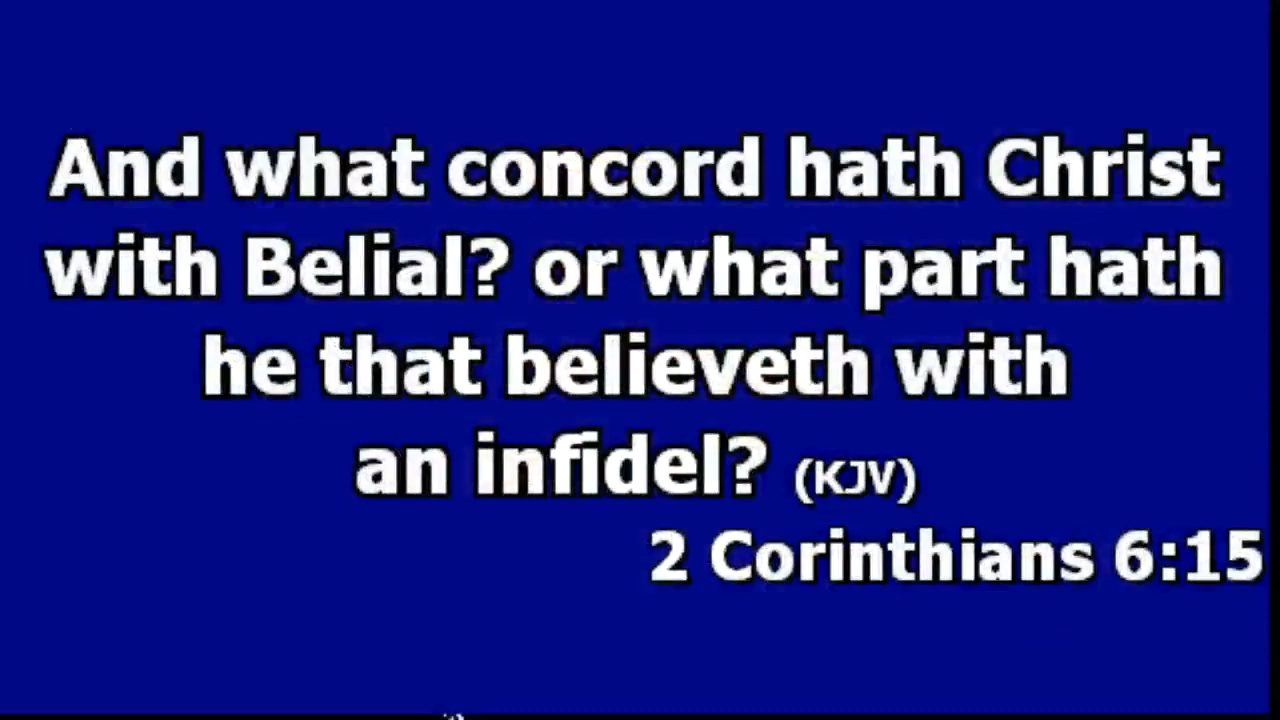 And what concord hath Christ
with Belial? or what part hath
he that believeth with
an infidel? (KJV)
2 Corinthians 6:15